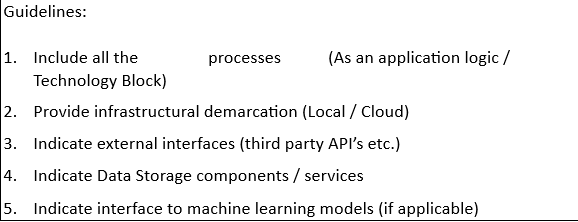 Guidelines:
1. Include all the processes (As an application logic /
Technology Block)
2. Provide infrastructural demarcation (Local / Cloud)
3. Indicate external interfaces (third party API’s etc.)
4. Indicate Data Storage components / services
5. Indicate interface to machine learning models (if applicable)